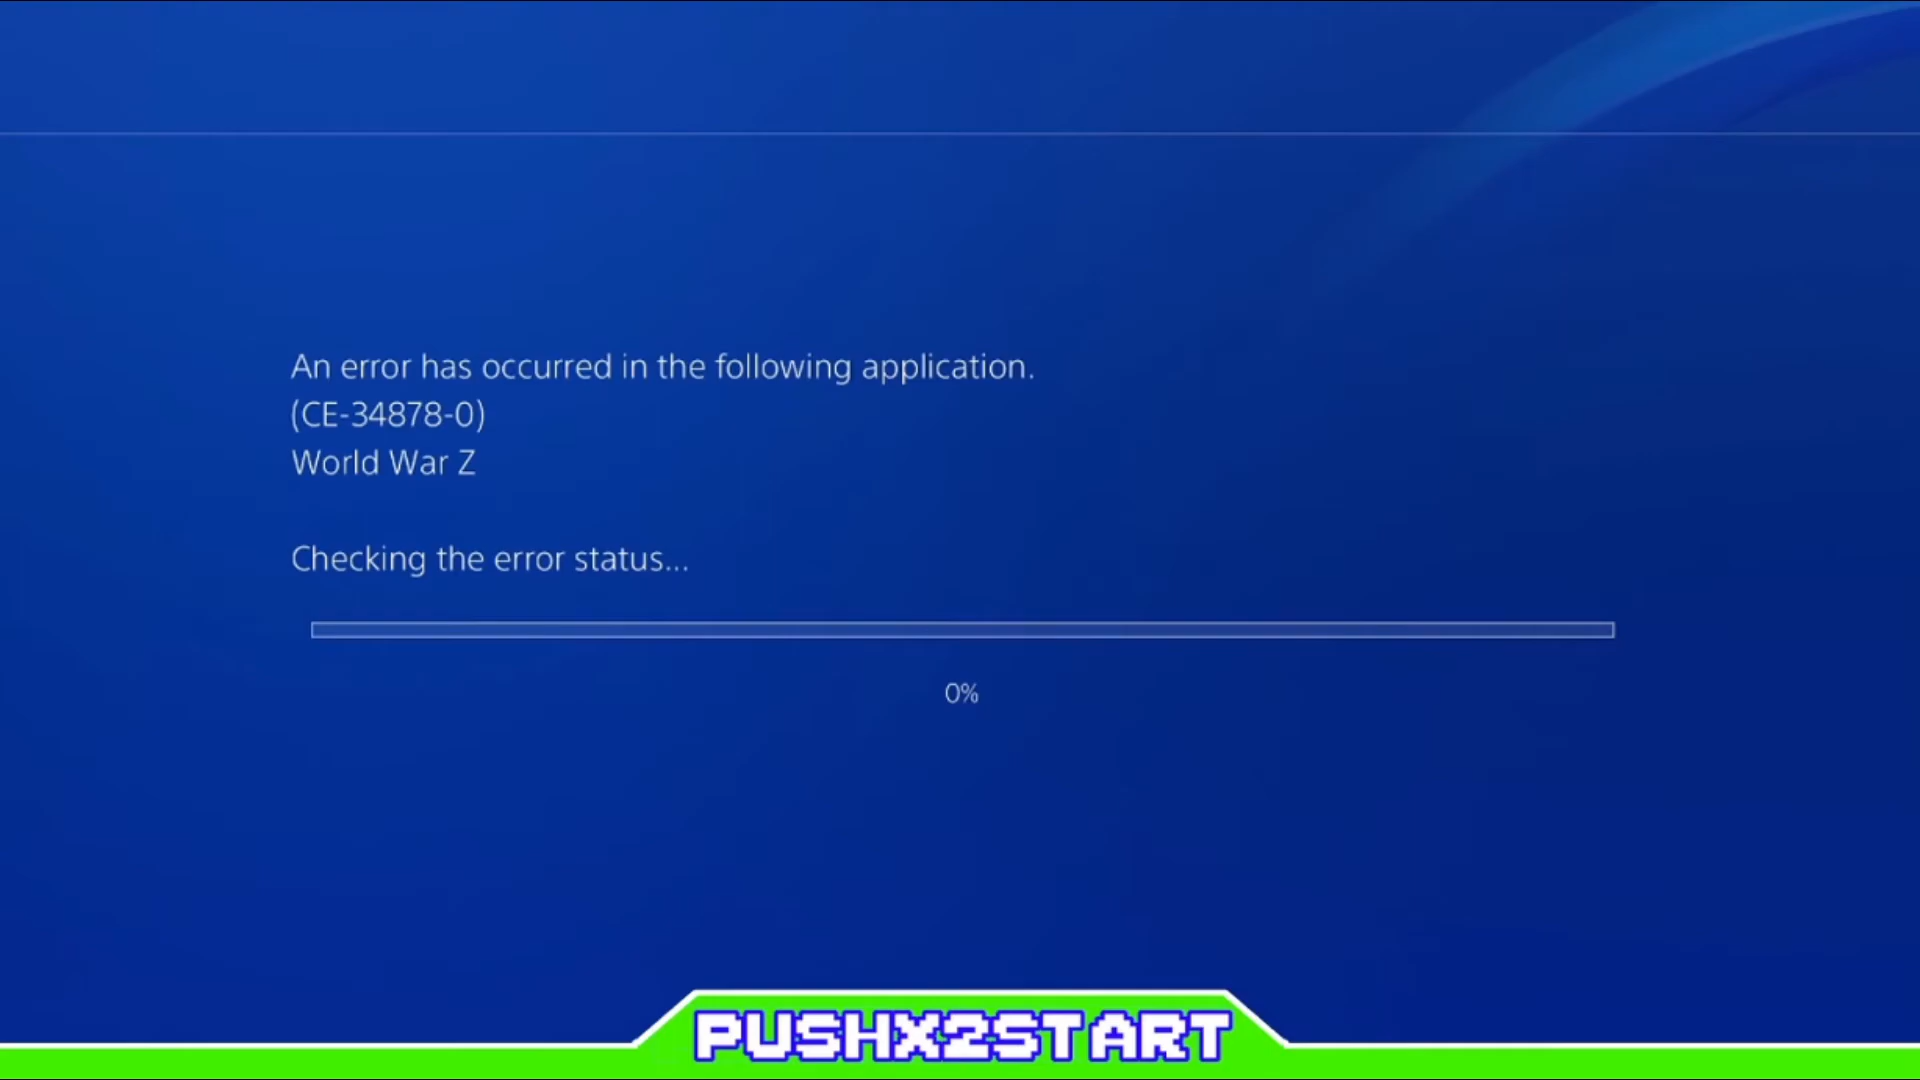 An error has occurred in the following application.
(CE-34878-0)
World War Z
Checking the error status...
0%
PUSHX2START